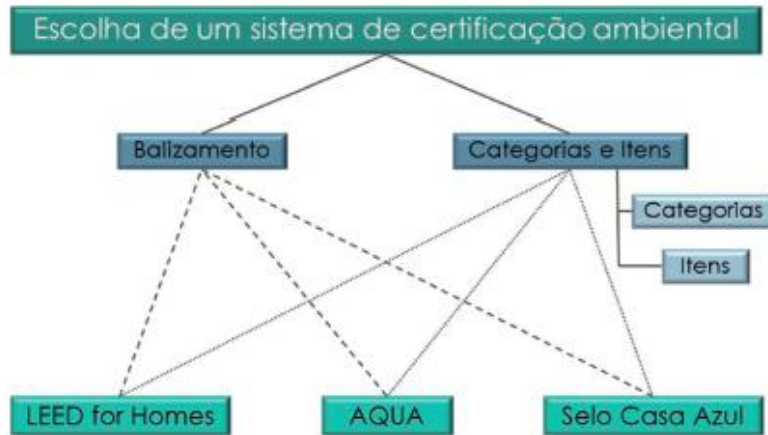 Escolha de um sistema de certificação ambiental
Balizamento
Categorias e Itens
Categorias
Itens
LEED for Homes
AQUA
Selo Casa Azul